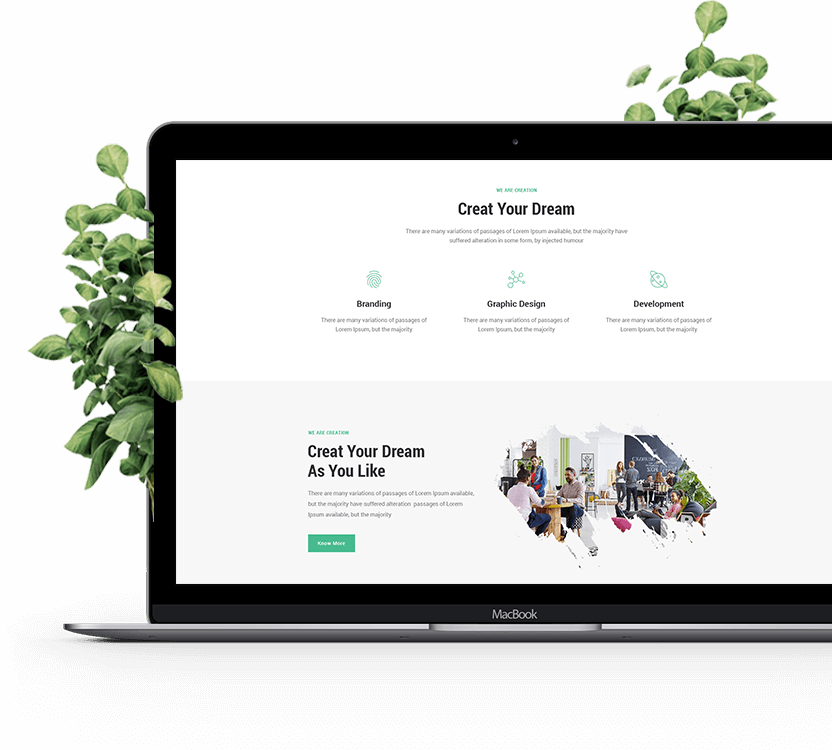 WE ARE CREATION
Creat Your Dream
There are many variations of passages of Lorem Ipsum available, but the majority have
suffered alteration in some form, by injected humour
Branding
There are many variations of passages of
Lorem Ipsum, but the majority
Graphic Design
There are many variations of passages of
Lorem Ipsum, but the majority
Development
There are many variations of passages of
Lorem Ipsum, but the majority
WE ARE CREATION
Creat Your Dream
As You Like
There are many variations of passages of Lorem Ipsum available,
but the majority have suffered alteration passages of Lorem
Ipsum available, but the majority
Know More
MacBook